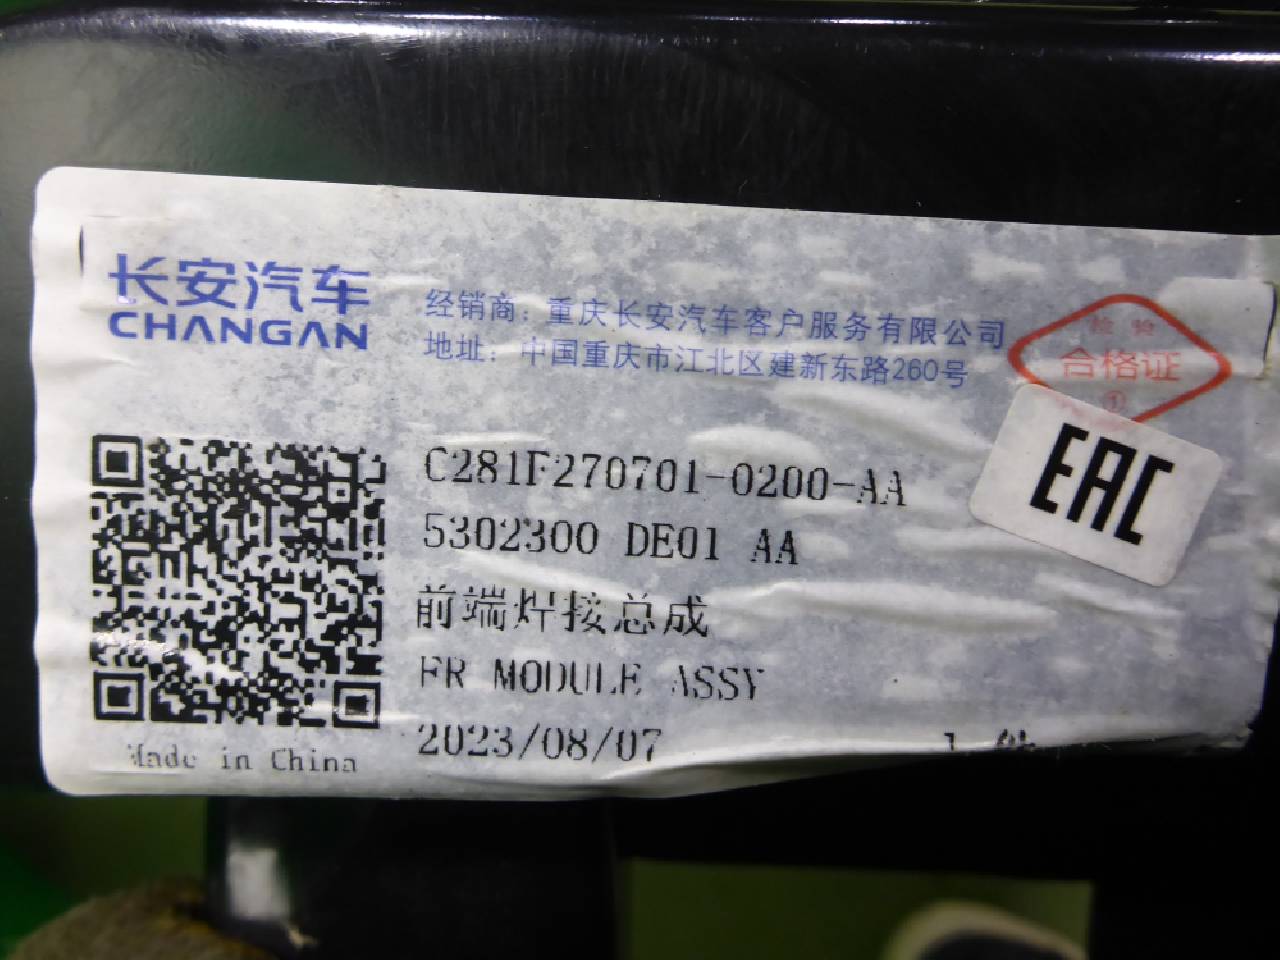 长安汽车
CHANGAN
经销商：重庆长安汽车客户服务有限公司
地址：中国重庆市江北区建新东路260号
检 验
合格证
①
EAC
C281F270701-0200-AA
5302300 DE01 AA
前端焊接总成
FR MODULE ASSY
2023/08/07
Made in China